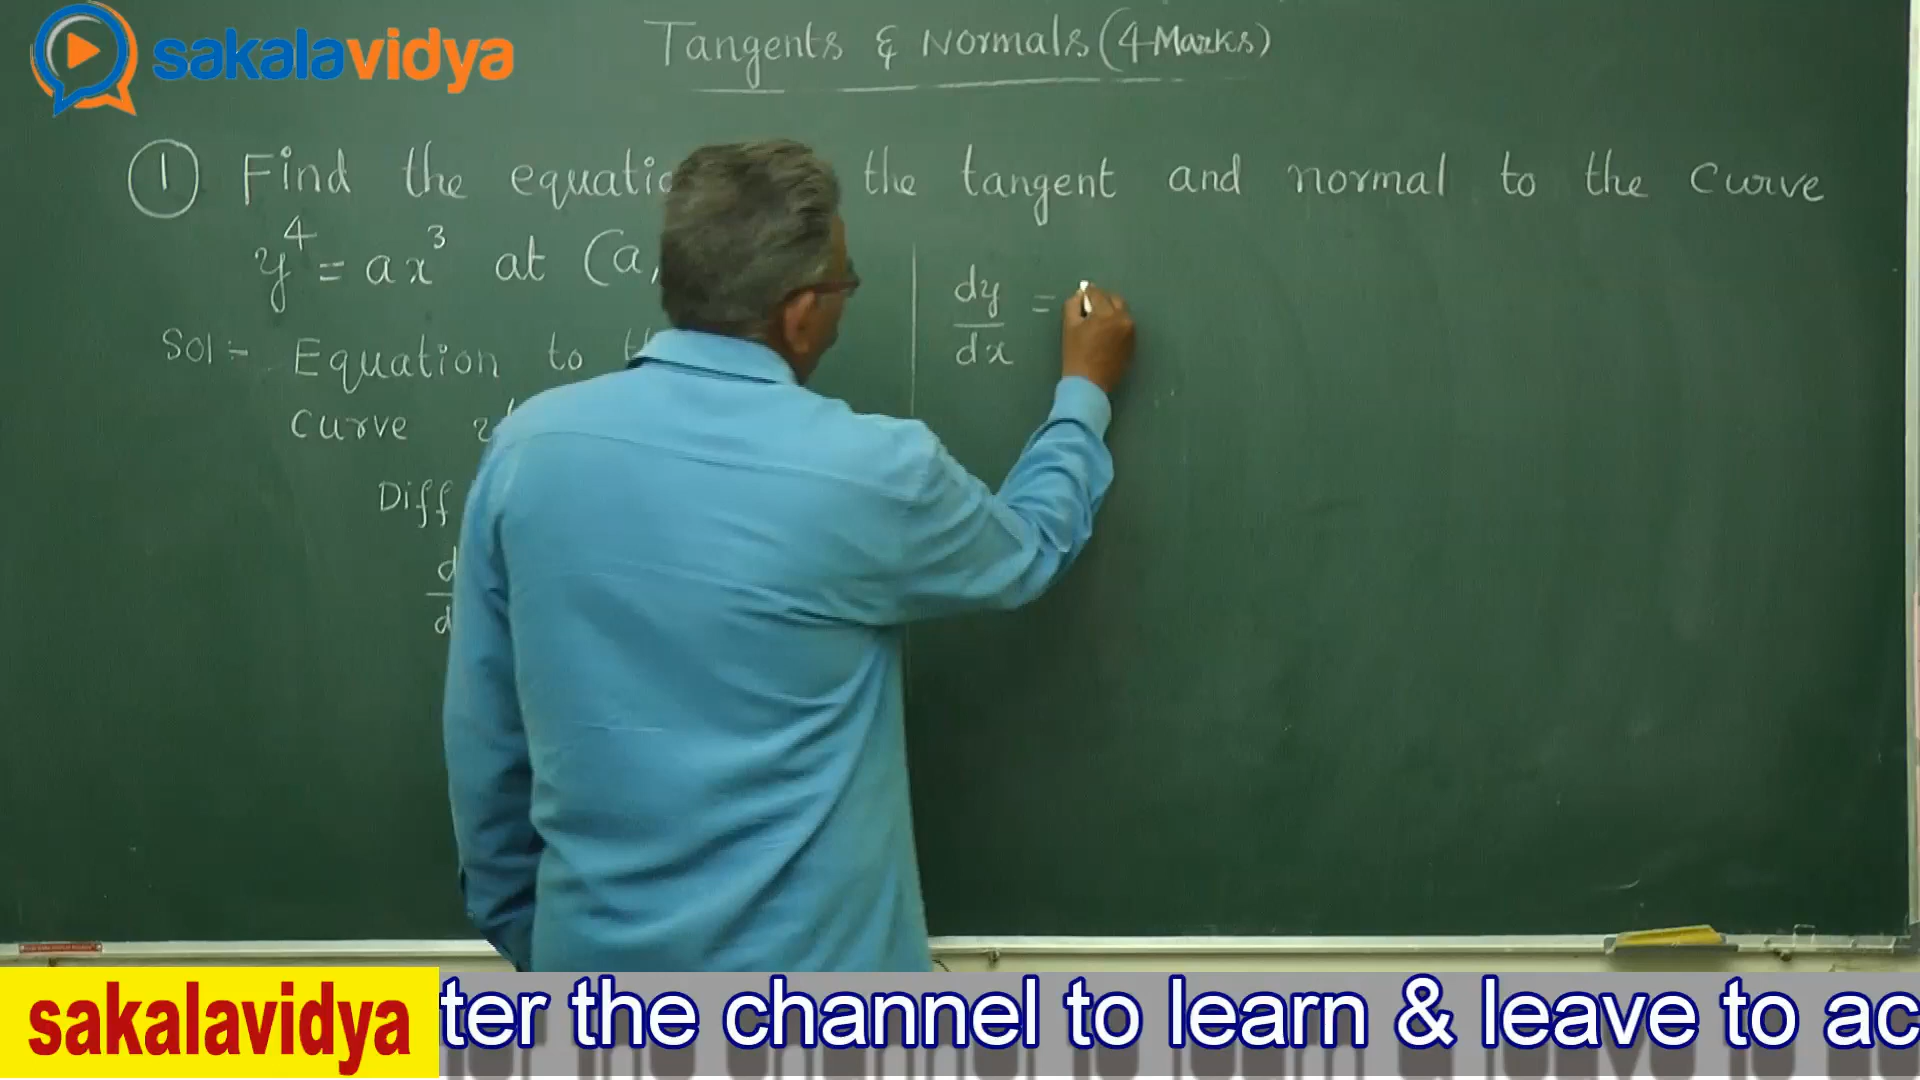 sakalavidya
Tangents & Normals (4 Marks)
① Find the the tangent and normal to the curve
y⁴ = ax³ at (a,
Sol:- Equation to
curve
Diff
dy/dx =
sakalavidya
ter the channel to learn & leave to ac